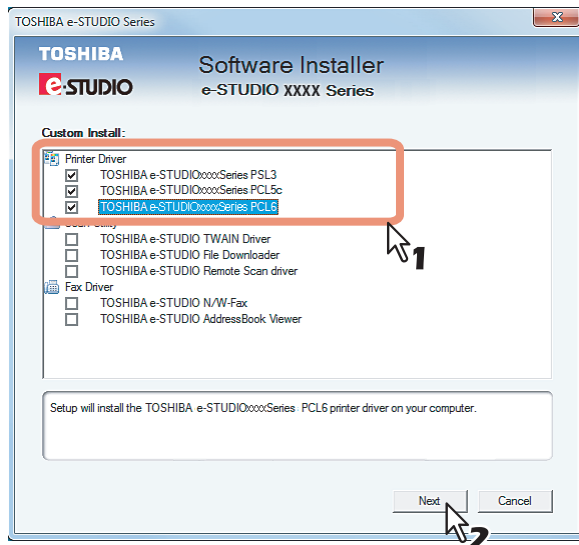 TOSHIBA e-STUDIO Series
TOSHIBA
e-STUDIO
Software Installer
e-STUDIO XXXX Series
Custom Install:
Printer Driver
TOSHIBA e-STUDIOxxxxSeries PSL3
TOSHIBA e-STUDIOxxxxSeries PCL5c
TOSHIBA e-STUDIOxxxxSeries PCL6
TOSHIBA e-STUDIO TWAIN Driver
TOSHIBA e-STUDIO File Downloader
TOSHIBA e-STUDIO Remote Scan driver
Fax Driver
TOSHIBA e-STUDIO N/W-Fax
TOSHIBA e-STUDIO AddressBook Viewer
1
Setup will install the TOSHIBA e-STUDIOxxxxSeries PCL6 printer driver on your computer.
Next Cancel
2